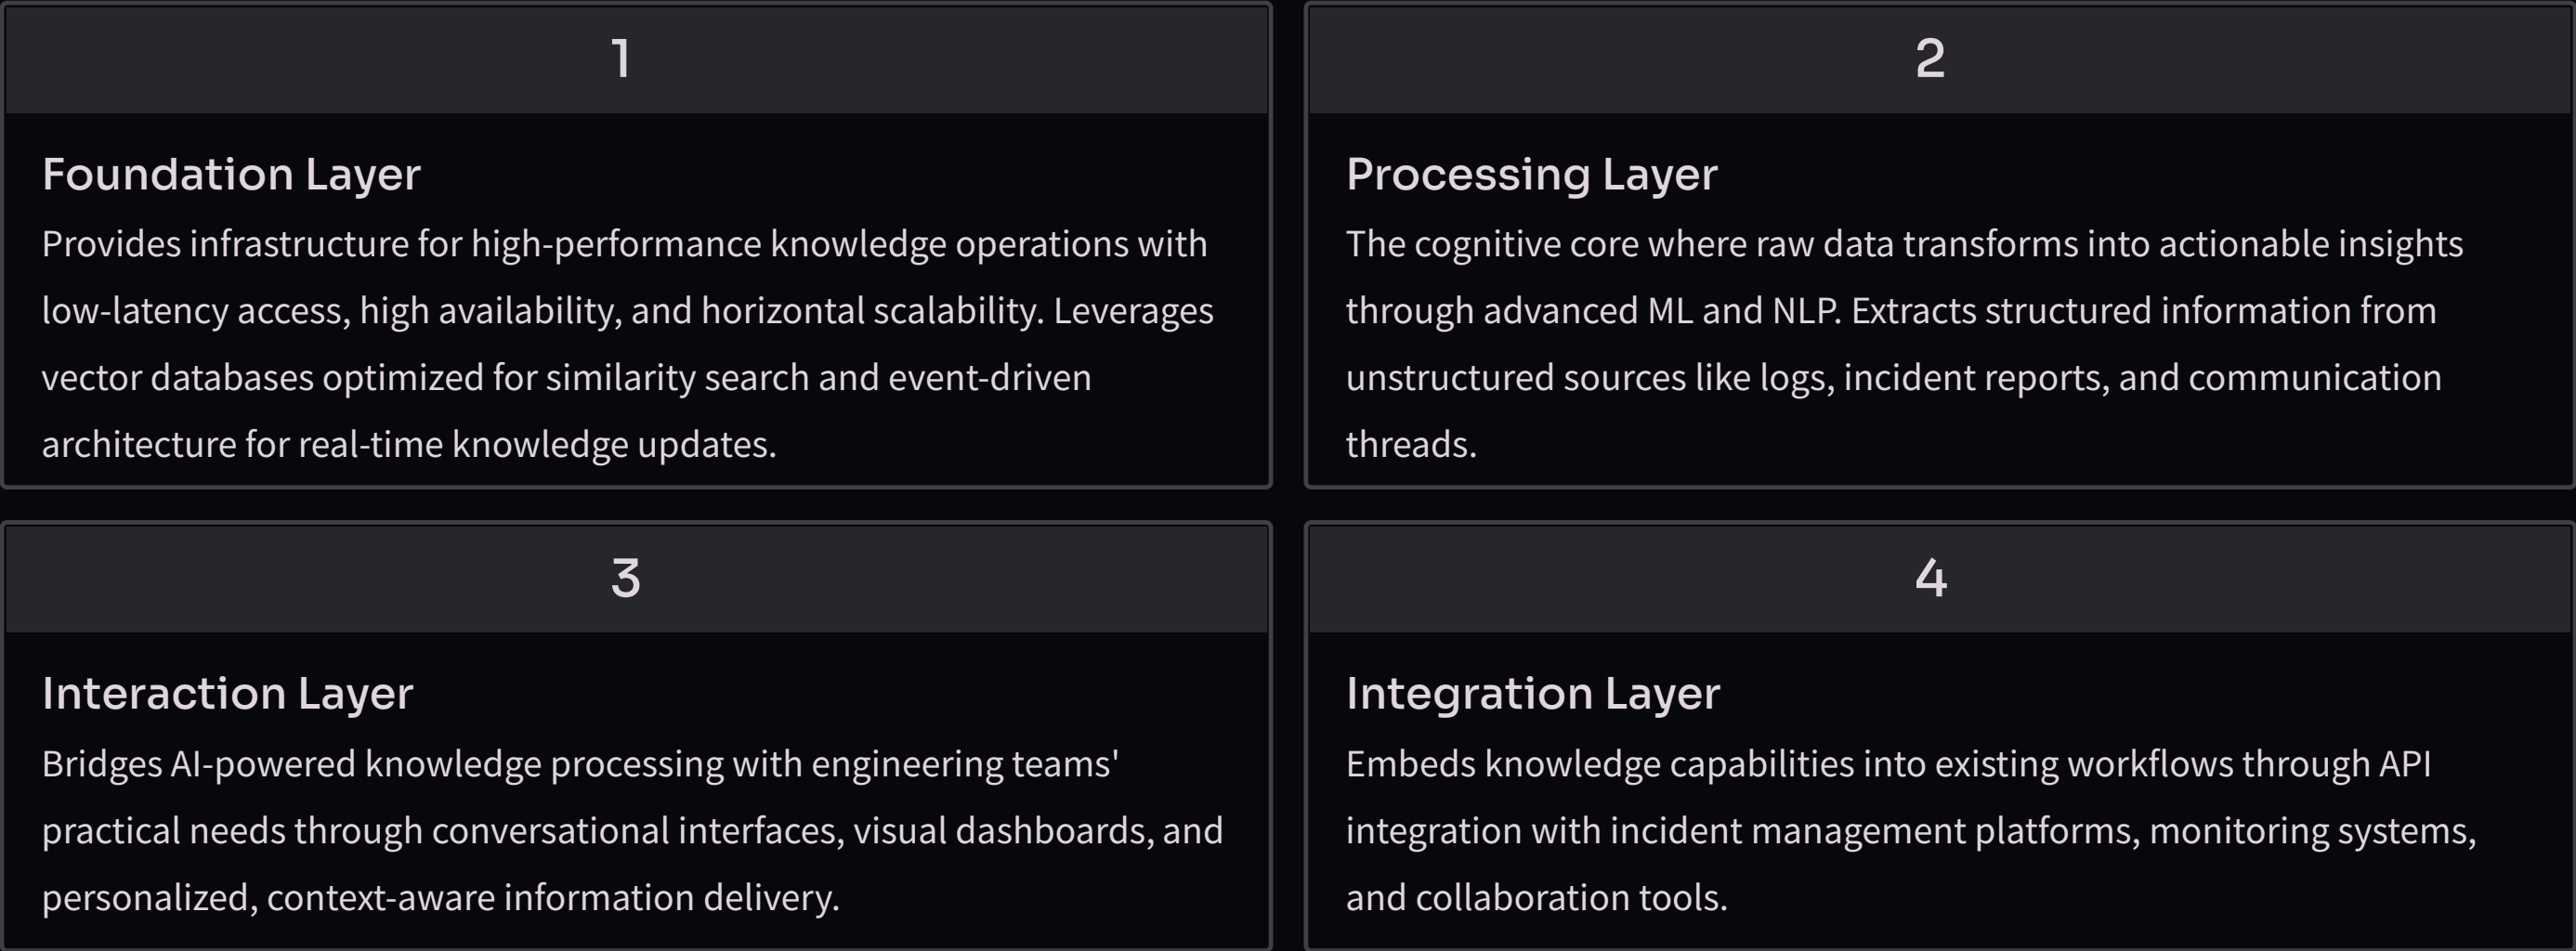 1
Foundation Layer
Provides infrastructure for high-performance knowledge operations with
low-latency access, high availability, and horizontal scalability. Leverages
vector databases optimized for similarity search and event-driven
architecture for real-time knowledge updates.
2
Processing Layer
The cognitive core where raw data transforms into actionable insights
through advanced ML and NLP. Extracts structured information from
unstructured sources like logs, incident reports, and communication
threads.
3
Interaction Layer
Bridges AI-powered knowledge processing with engineering teams'
practical needs through conversational interfaces, visual dashboards, and
personalized, context-aware information delivery.
4
Integration Layer
Embeds knowledge capabilities into existing workflows through API
integration with incident management platforms, monitoring systems,
and collaboration tools.